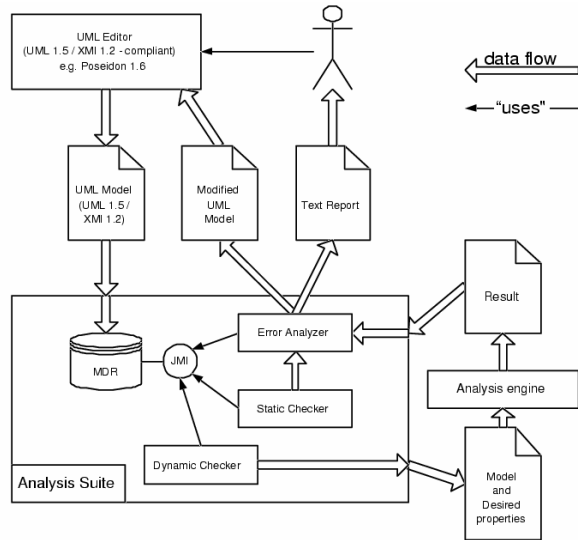 UML Editor
(UML 1.5 / XMI 1.2 - compliant)
e.g. Poseidon 1.6
data flow
"uses"
UML Model
(UML 1.5 /
XMI 1.2)
Modified
UML
Model
Text Report
Result
Error Analyzer
JMI
MDR
Static Checker
Analysis engine
Dynamic Checker
Analysis Suite
Model
and
Desired
properties